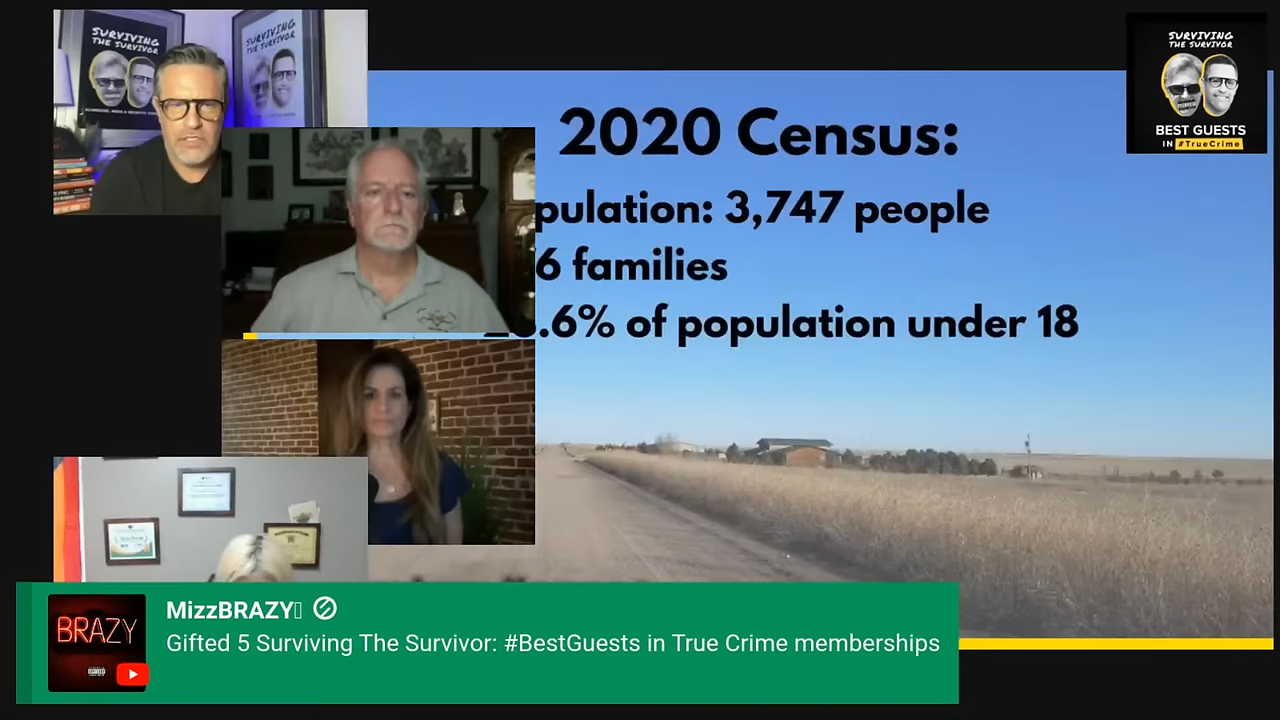 SURVIVING
THE SURVIVOR
SURVIVING
THE SURVIVOR
SURVIVING
THE SURVIVOR
BEST GUESTS
IN #TrueCrime
2020 Census:
pulation: 3,747 people
6 families
.6% of population under 18
BRAZY
MizzBRAZY
Gifted 5 Surviving The Survivor: #BestGuests in True Crime memberships